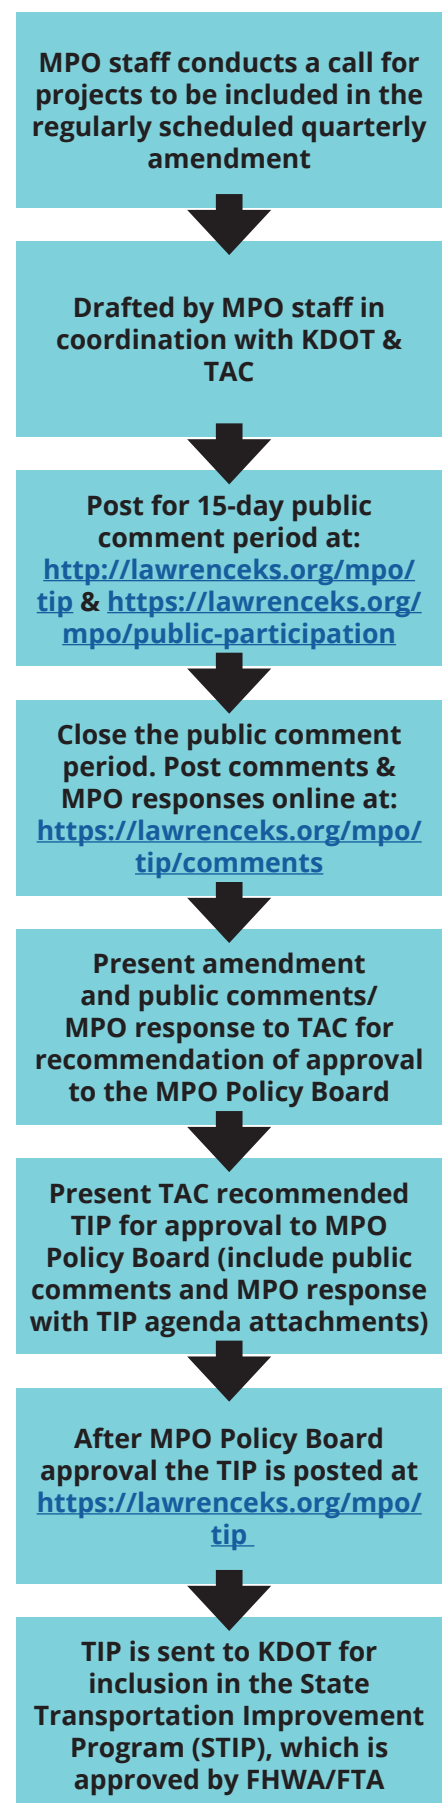 MPO staff conducts a call for
projects to be included in the
regularly scheduled quarterly
amendment
Drafted by MPO staff in
coordination with KDOT &
TAC
Post for 15-day public
comment period at:
http://lawrenceks.org/mpo/
tip & https://lawrenceks.org/
mpo/public-participation
Close the public comment
period. Post comments &
MPO responses online at:
https://lawrenceks.org/mpo/
tip/comments
Present amendment
and public comments/
MPO response to TAC for
recommendation of approval
to the MPO Policy Board
Present TAC recommended
TIP for approval to MPO
Policy Board (include public
comments and MPO response
with TIP agenda attachments)
After MPO Policy Board
approval the TIP is posted at
https://lawrenceks.org/mpo/
tip
TIP is sent to KDOT for
inclusion in the State
Transportation Improvement
Program (STIP), which is
approved by FHWA/FTA